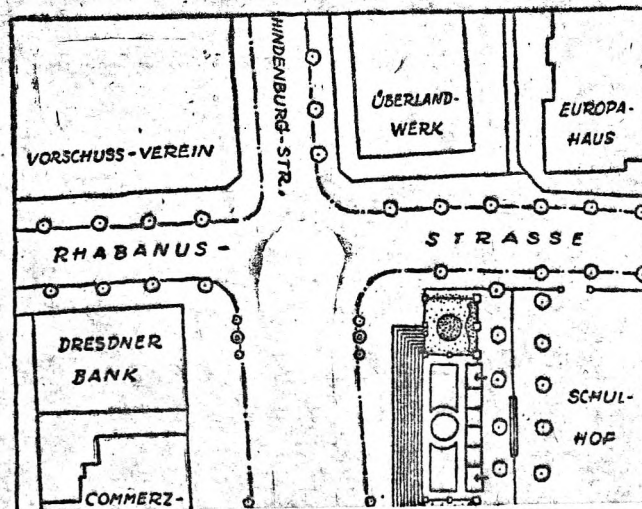 HINDENBURG-STR.
ÜBERLAND-
WERK
EUROPA-
HAUS
VORSCHUSS-VEREIN
RHABANUS-
STRASSE
DRESDNER
BANK
SCHUL-
HOF
COMMERZ-